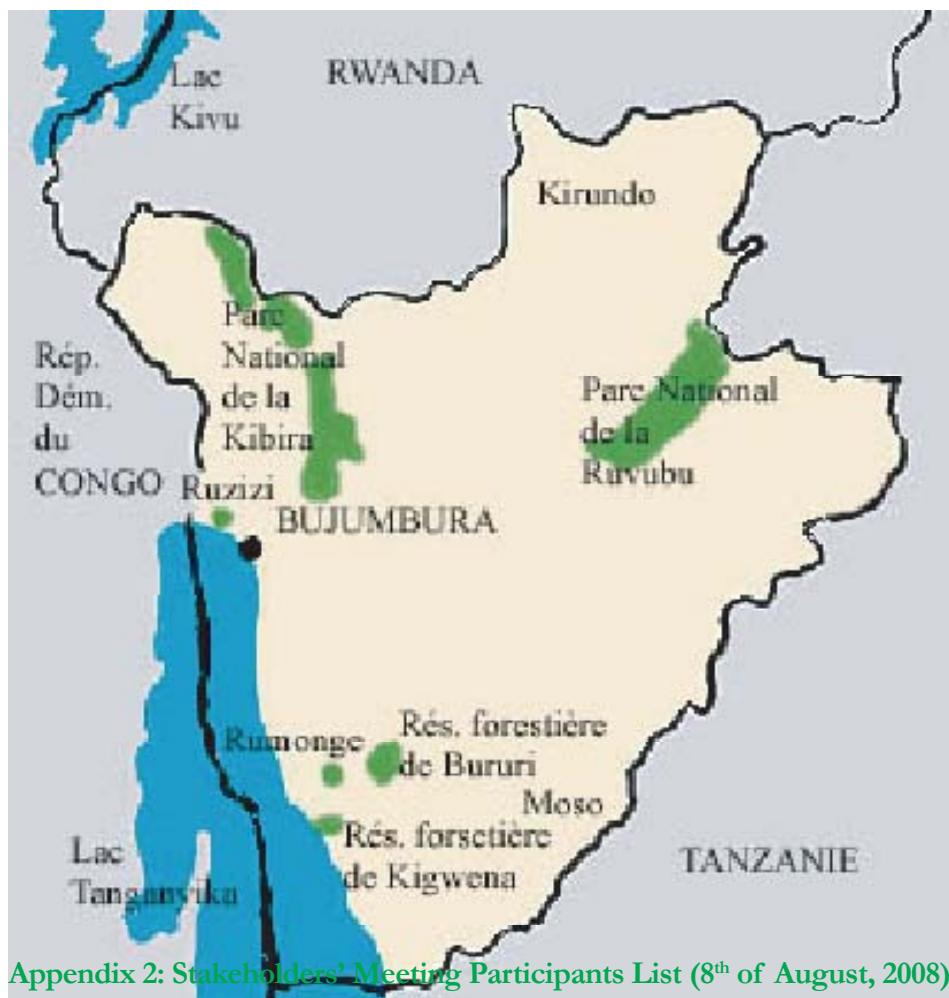 Lac
Kivu
RWANDA
Kirundo
Parc
National
de la
Kibira
Rép.
Dém.
du
CONGO
Parc National
de la
Ruvubu
Ruzizi
BUJUMBURA
Rumonge
Rés. forestière
de Bururi
Moso
Rés. forsetière
de Kigwena
Lac
Tanganyika
TANZANIE
Appendix 2: Stakeholders' Meeting Participants List (8th of August, 2008)